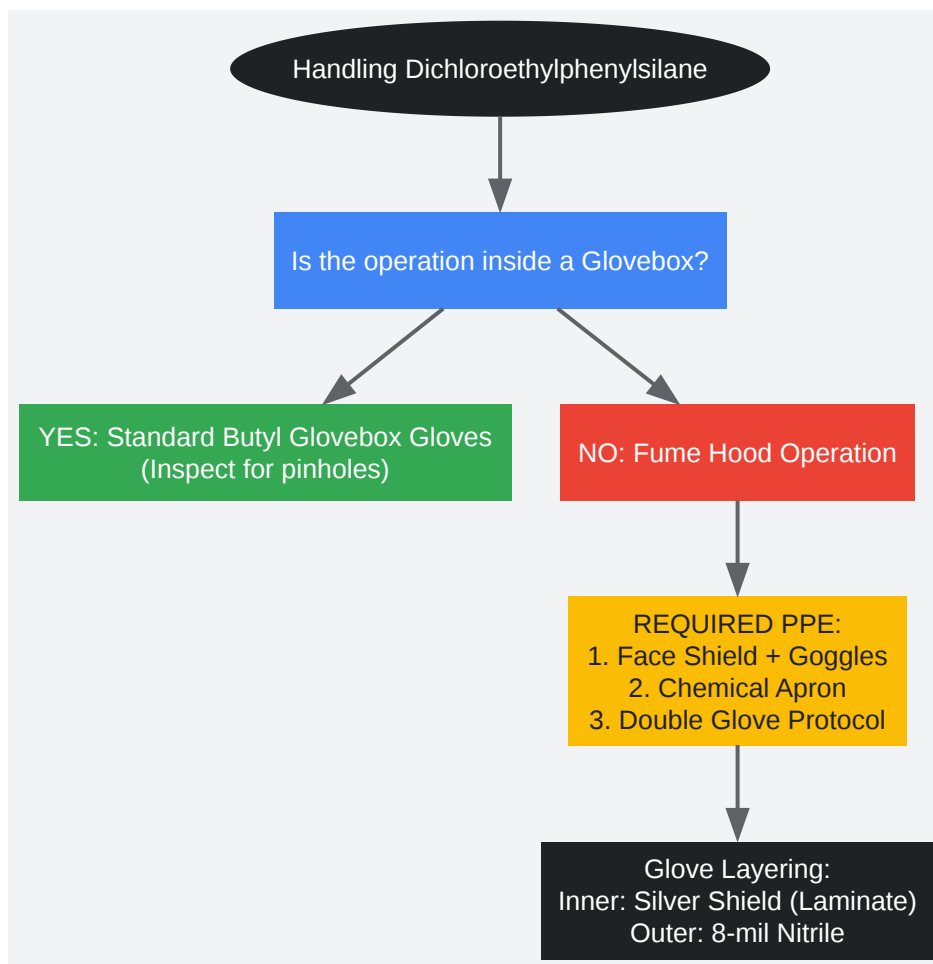 Handling Dichloroethylphenylsilane
Is the operation inside a Glovebox?
YES: Standard Butyl Glovebox Gloves
(Inspect for pinholes)
NO: Fume Hood Operation
REQUIRED PPE:
1. Face Shield + Goggles
2. Chemical Apron
3. Double Glove Protocol
Glove Layering:
Inner: Silver Shield (Laminate)
Outer: 8-mil Nitrile